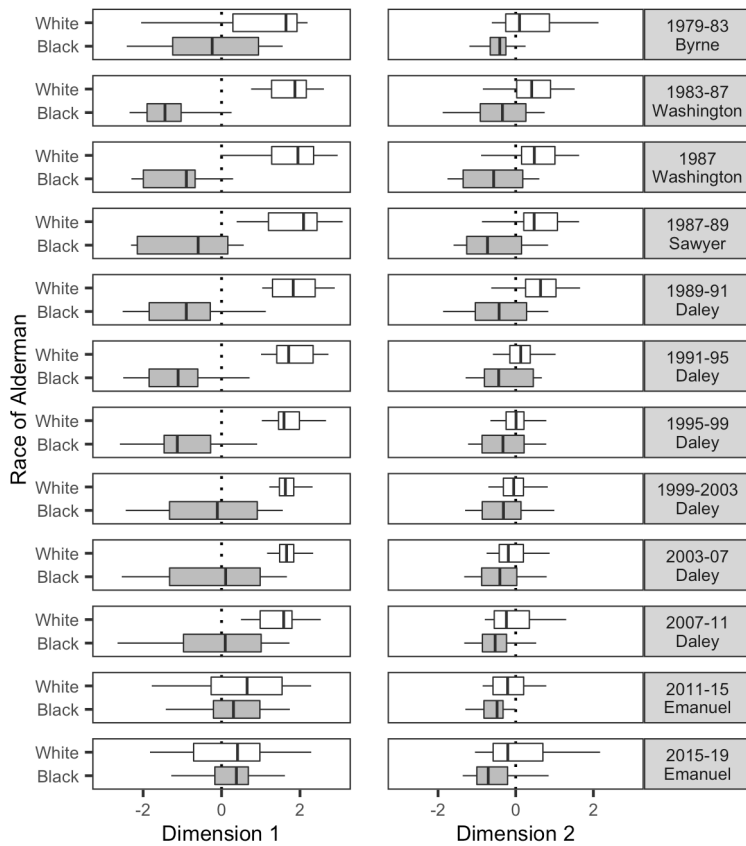 White
Black
1979-83
Byrne
White
Black
1983-87
Washington
White
Black
1987
Washington
White
Black
1987-89
Sawyer
White
Black
1989-91
Daley
White
Black
1991-95
Daley
White
Black
1995-99
Daley
White
Black
1999-2003
Daley
White
Black
2003-07
Daley
White
Black
2007-11
Daley
White
Black
2011-15
Emanuel
White
Black
2015-19
Emanuel
Race of Alderman
-2 0 2 -2 0 2
Dimension 1 Dimension 2